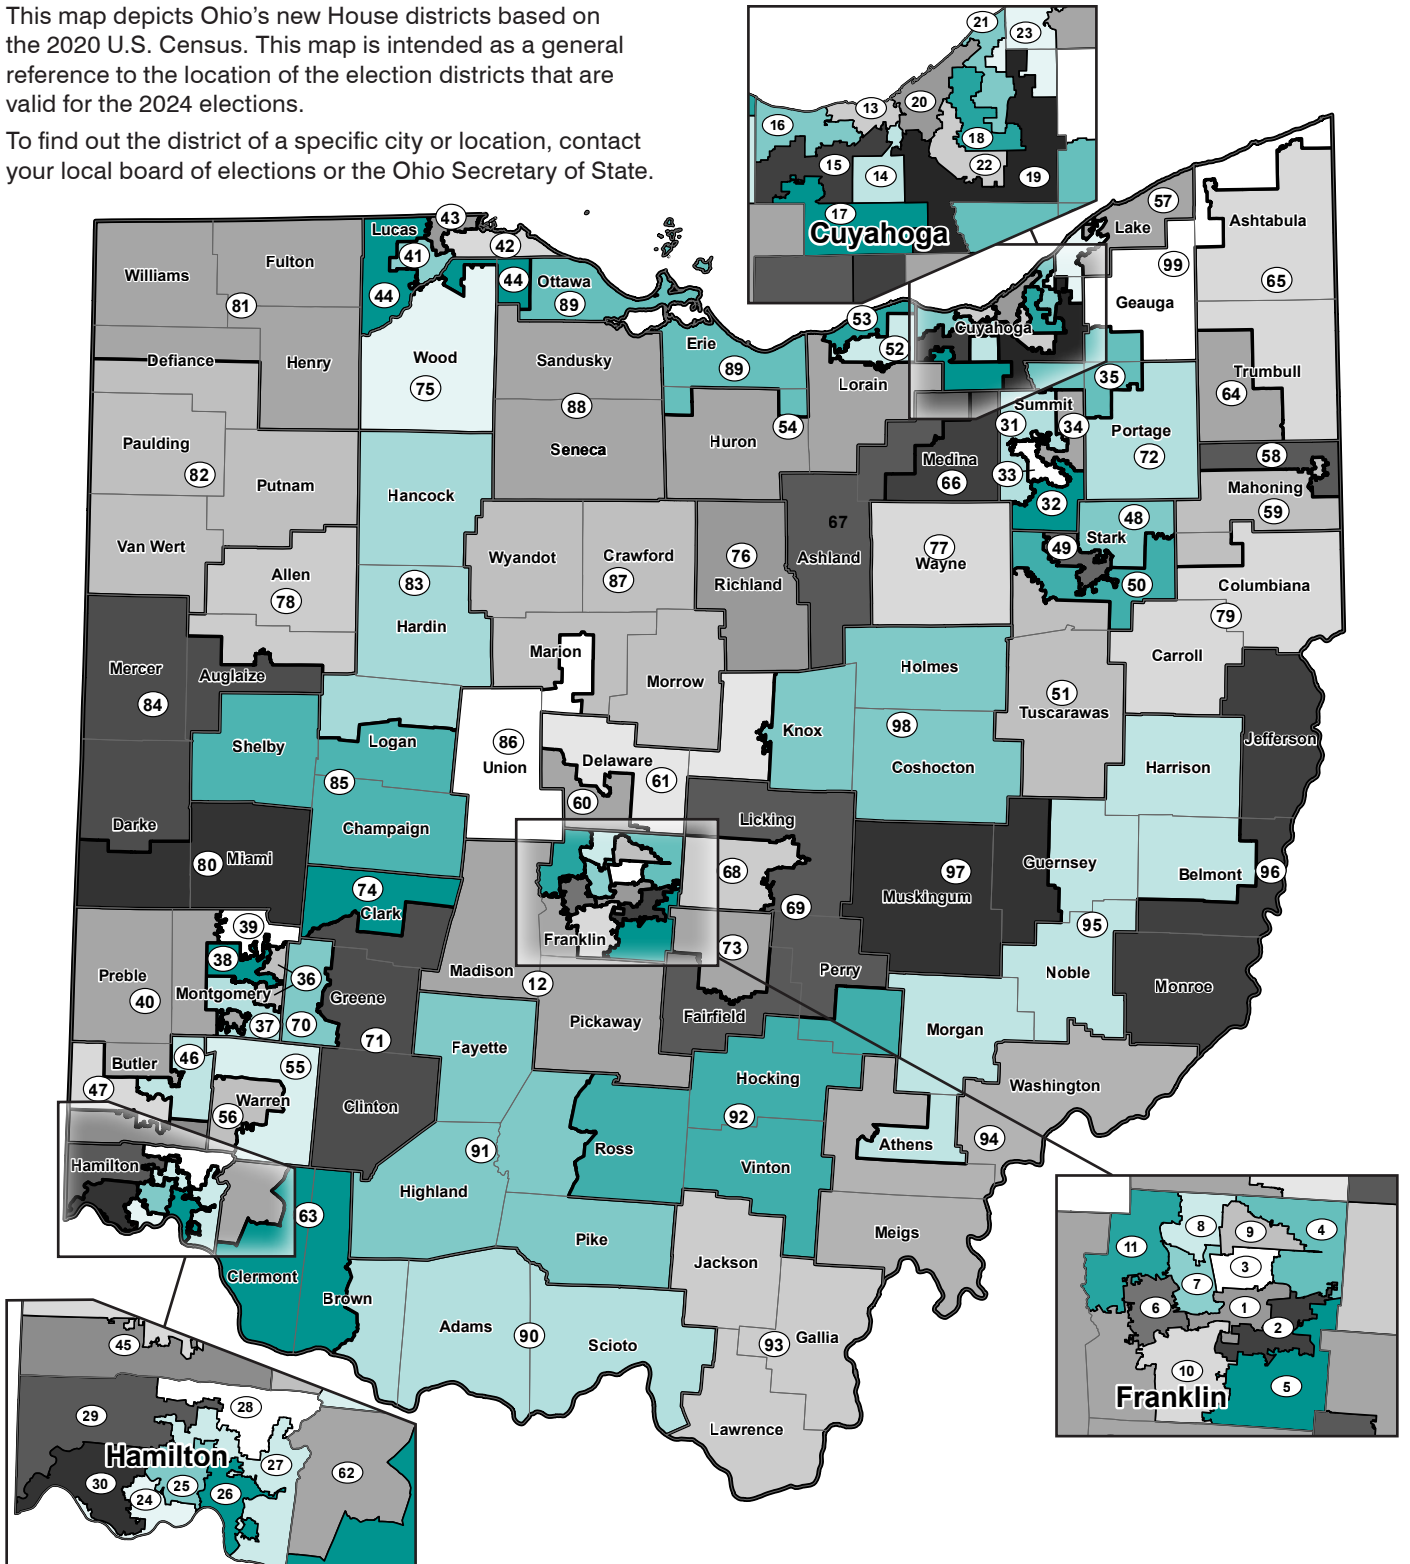 This map depicts Ohio’s new House districts based on
the 2020 U.S. Census. This map is intended as a general
reference to the location of the election districts that are
valid for the 2024 elections.
To find out the district of a specific city or location, contact
your local board of elections or the Ohio Secretary of State.
21
23
13
20
16
18
15
14
22
19
17
Cuyahoga
43
Lucas
42
41
44
44
Ottawa
89
Williams
Fulton
81
Defiance
Henry
Wood
75
Sandusky
88
Seneca
Erie
89
Huron
54
53
52
Lorain
Cuyahoga
57
Lake
99
Geauga
Ashtabula
65
35
Trumbull
64
Summit
31
34
33
32
Portage
72
Medina
66
58
Mahoning
59
Paulding
82
Putnam
Hancock
Van Wert
Allen
78
83
Hardin
Wyandot
Crawford
87
76
Richland
67
Ashland
77
Wayne
48
Stark
49
50
Columbiana
79
Carroll
Mercer
84
Auglaize
Marion
Morrow
Holmes
98
Coshocton
Knox
51
Tuscarawas
Jefferson
Harrison
Shelby
Logan
85
Champaign
86
Union
Delaware
61
60
Darke
80
Miami
Licking
68
69
97
Muskingum
Guernsey
Belmont
96
95
74
Clark
39
38
36
Montgomery
37
70
Preble
40
Greene
71
Madison
12
Franklin
73
Perry
Fairfield
Pickaway
Noble
Monroe
Morgan
Washington
Butler
46
47
55
Warren
56
Clinton
Fayette
Hocking
92
Vinton
Ross
91
Highland
Athens
94
Meigs
Hamilton
63
Clermont
Brown
Pike
Jackson
Adams
90
Scioto
93
Gallia
Lawrence
8
9
4
11
3
7
6
1
2
10
5
Franklin
45
28
29
Hamilton
27
62
30
25
24
26